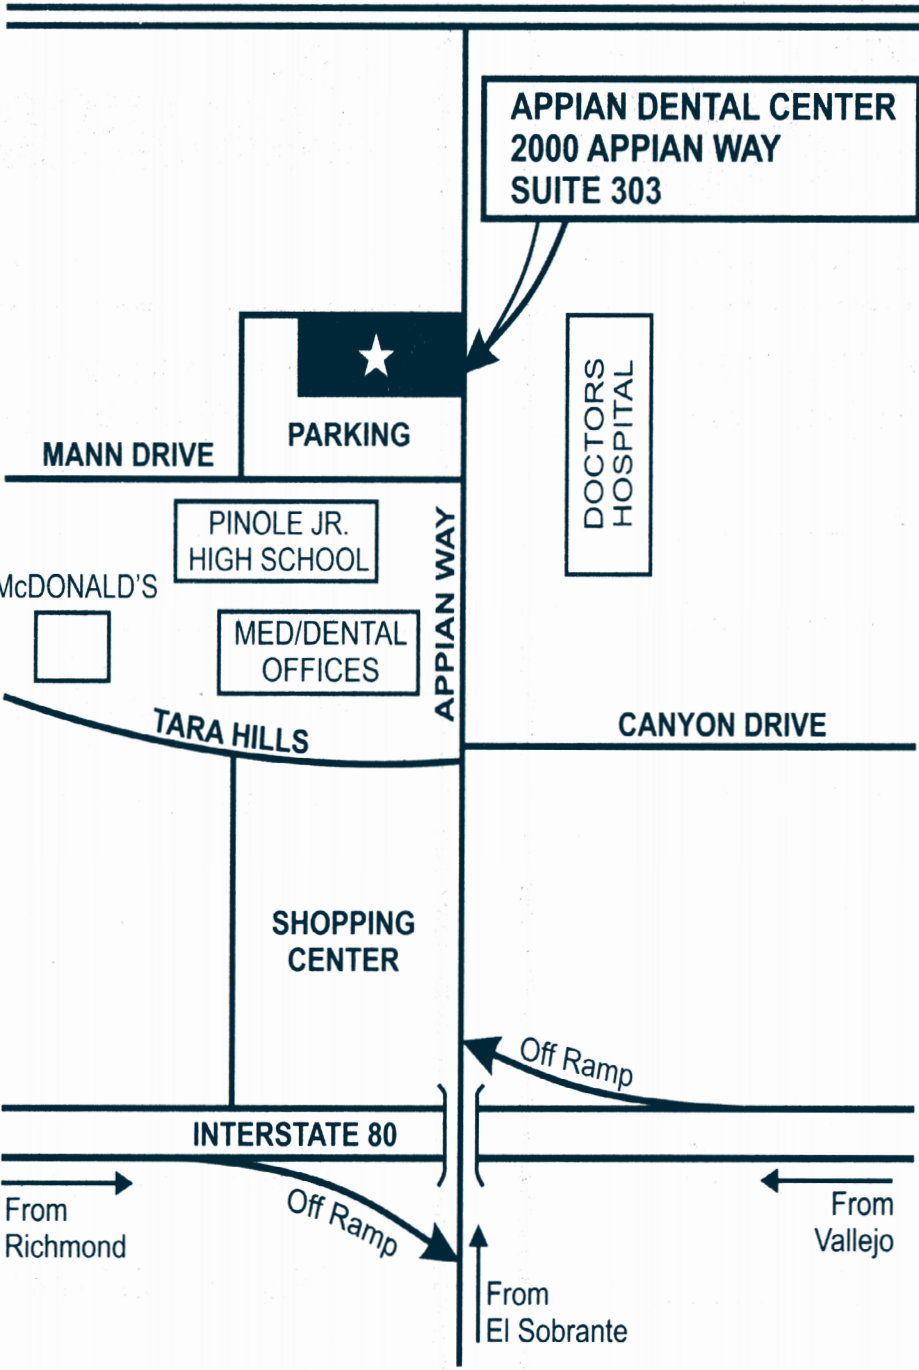 APPIAN DENTAL CENTER
2000 APPIAN WAY
SUITE 303
DOCTORS
HOSPITAL
PARKING
MANN DRIVE
PINOLE JR.
HIGH SCHOOL
APPIAN WAY
McDONALD'S
MED/DENTAL
OFFICES
TARA HILLS
CANYON DRIVE
SHOPPING
CENTER
Off Ramp
INTERSTATE 80
From
Richmond
Off Ramp
From
Vallejo
From
El Sobrante